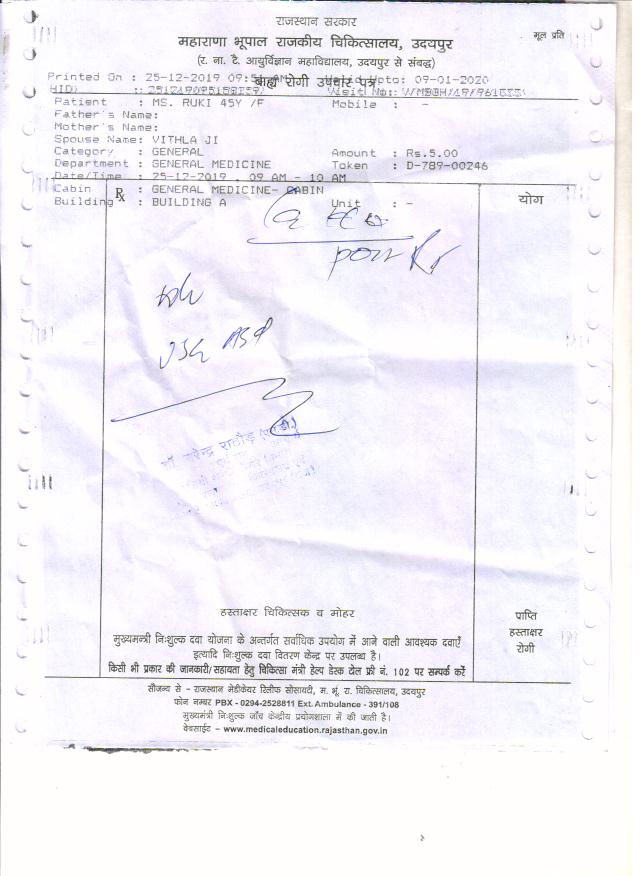 राजस्थान सरकार
मूल प्रति
महाराणा भूपाल राजकीय चिकित्सालय, उदयपुर
(र. ना. टै. आयुर्विज्ञान महाविद्यालय, उदयपुर से संबद्ध)
बाह्य रोगी उपचार पत्र
Printed On : 25-12-2019 Upto: 09-01-2020
HID :
Patient : MS. RUKI 45Y /F Mobile : -
Father's Name:
Mother's Name:
Spouse Name: VITHLA JI
Category : GENERAL Amount : Rs.5.00
Department : GENERAL MEDICINE Token : D-789-00246
Date/Time : 25-12-2019 , 09 AM - 10 AM
Cabin : GENERAL MEDICINE- CABIN
Building : BUILDING A Unit : -
Rx
योग
हस्ताक्षर चिकित्सक व मोहर
प्राप्ति
हस्ताक्षर
रोगी
मुख्यमन्त्री निःशुल्क दवा योजना के अन्तर्गत सर्वाधिक उपयोग में आने वाली आवश्यक दवाएँ
इत्यादि निःशुल्क दवा वितरण केन्द्र पर उपलब्ध है।
किसी भी प्रकार की जानकारी/सहायता हेतु चिकित्सा मंत्री हेल्प डेस्क टोल फ्री नं. 102 पर सम्पर्क करें
सौजन्य से - राजस्थान मेडीकेयर रिलीफ सोसायटी, म. भू. रा. चिकित्सालय, उदयपुर
फोन नम्बर PBX - 0294-2528811 Ext. Ambulance - 391/108
मुख्यमंत्री निःशुल्क जाँच केन्द्रीय प्रयोगशाला में की जाती है।
वेबसाईट – www.medicaleducation.rajasthan.gov.in